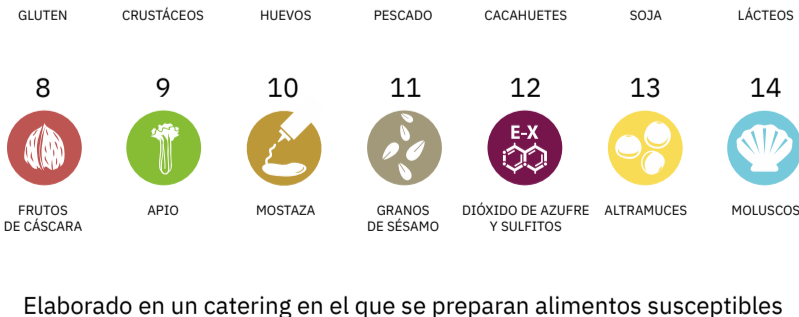 GLUTEN CRUSTÁCEOS HUEVOS PESCADO CACAHUETES SOJA LÁCTEOS
8 9 10 11 12 13 14
E-X
FRUTOS APIO MOSTAZA GRANOS DIÓXIDO DE AZUFRE ALTRAMUCES MOLUSCOS
DE CÁSCARA DE SÉSAMO Y SULFITOS
Elaborado en un catering en el que se preparan alimentos susceptibles